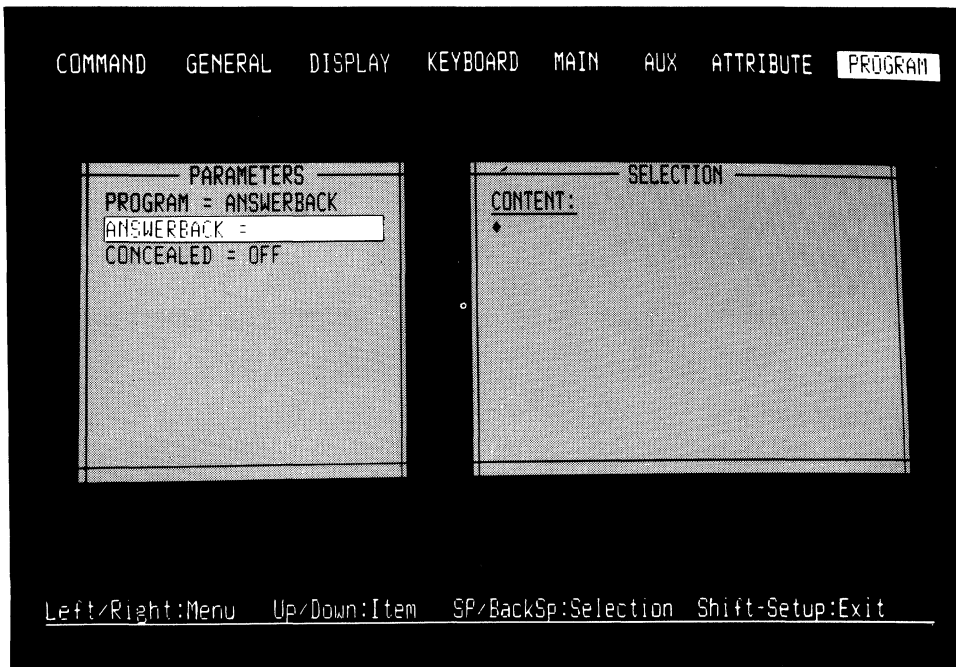 COMMAND GENERAL DISPLAY KEYBOARD MAIN AUX ATTRIBUTE PROGRAM
PARAMETERS
PROGRAM = ANSWERBACK
ANSWERBACK =
CONCEALED = OFF
SELECTION
CONTENT:
Left/Right:Menu Up/Down:Item SP/BackSp:Selection Shift-Setup:Exit